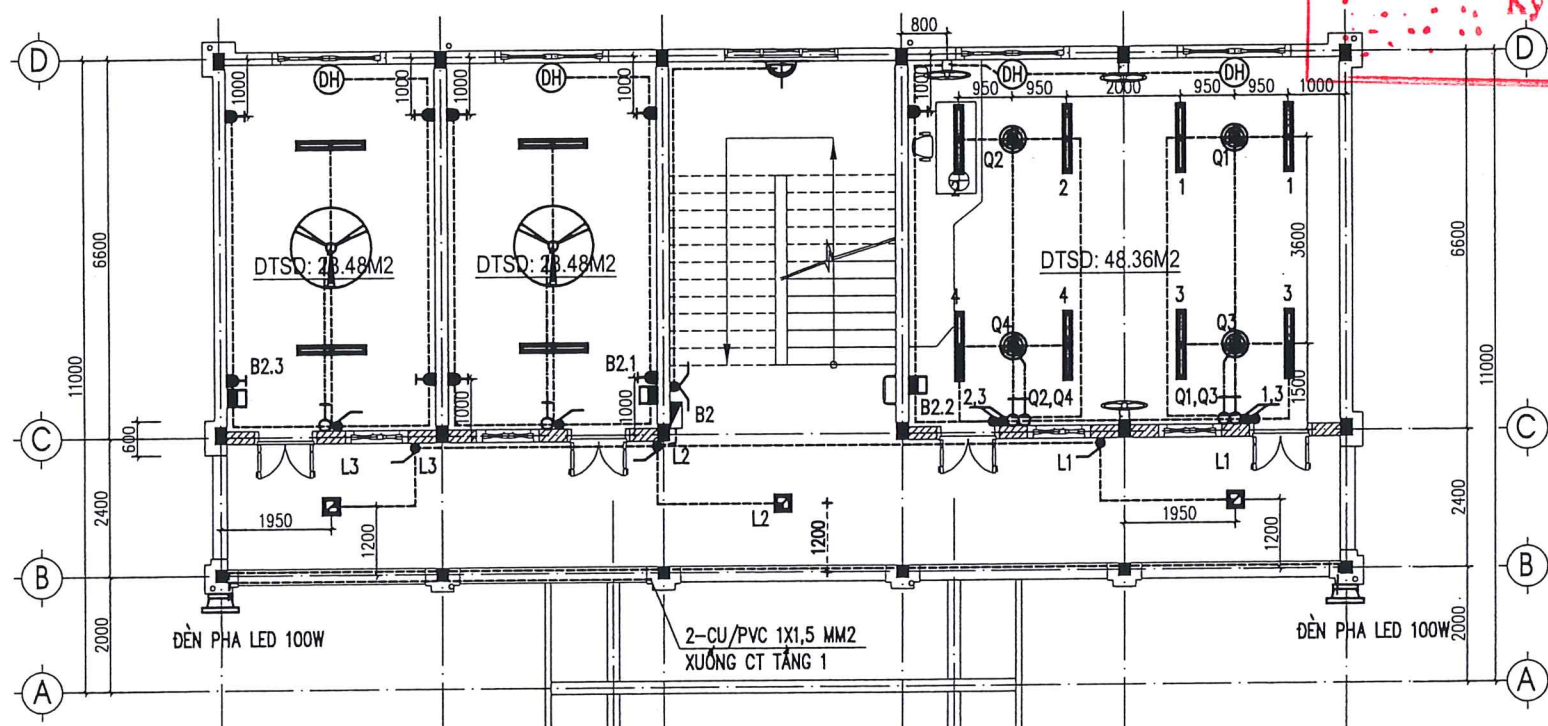 Ký
800
D
D
DH
DH
DH
DH
1000
1000
1000
1000
1000
950
950
2000
950
950
1000
Q2
Q1
2
2
1
1
6600
11000
DTSD: 23.48M2
DTSD: 23.48M2
DTSD: 48.36M2
3600
6600
11000
4
4
3
3
Q4
Q3
B2.3
B2.1
B2.2
2,3
Q2,Q4
Q1,Q3
1,3
1500
1000
1000
B2
C
C
600
L3
L3
L2
L1
L1
L2
2400
1950
1200
1200
1950
1200
2400
B
B
2000
ĐÈN PHA LED 100W
2-CU/PVC 1X1,5 MM2
XUỐNG CT TẦNG 1
ĐÈN PHA LED 100W
2000
A
A